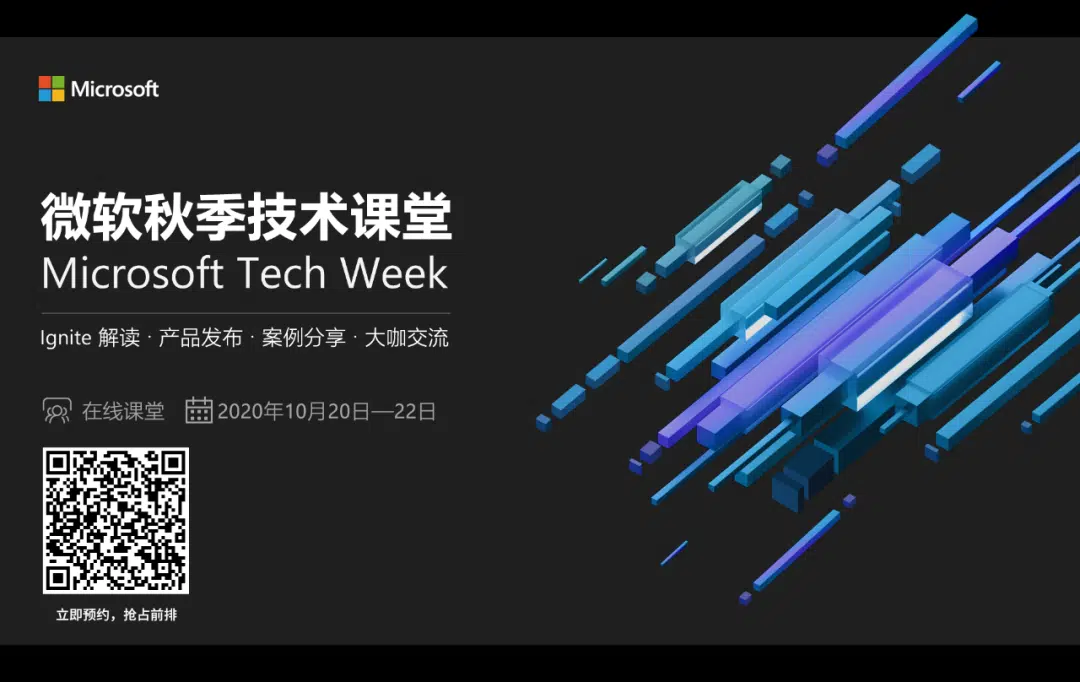 Microsoft
微软秋季技术课堂
Microsoft Tech Week
Ignite 解读 · 产品发布 · 案例分享 · 大咖交流
在线课堂 2020年10月20日—22日
立即预约，抢占前排